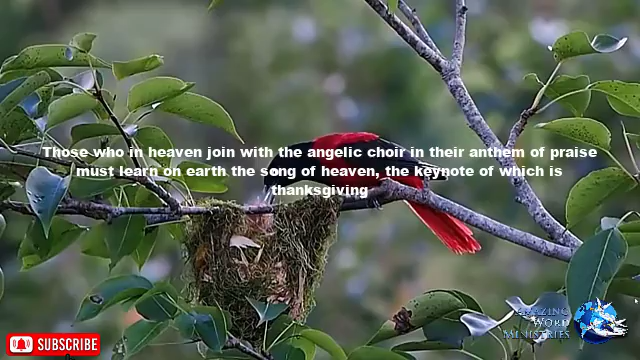 Those who in heaven join with the angelic choir in their anthem of praise
must learn on earth the song of heaven, the keynote of which is
thanksgiving
AMAZING
WORD
MINISTRIES
SUBSCRIBE